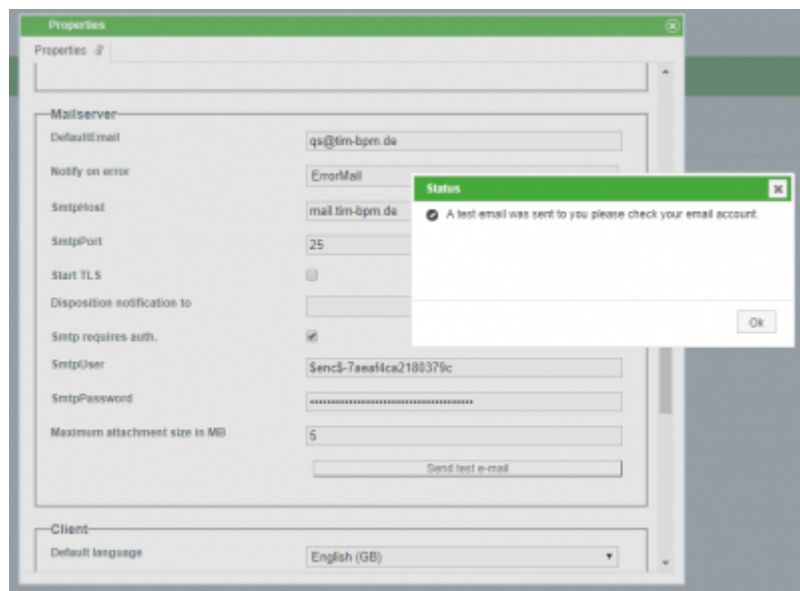 Properties
Properties
Mailserver
DefaultEmail qs@tim-bpm.de
Notify on error ErrorMail
SmtpHost mail.tim-bpm.de
SmtpPort 25
Start TLS
Disposition notification to
Smtp requires auth.
SmtpUser $enc$-7aeaf4ca2180379c
SmtpPassword
Maximum attachment size in MB 5
Send test e-mail
Client
Default language English (GB)
Status
A test email was sent to you please check your email account.
Ok